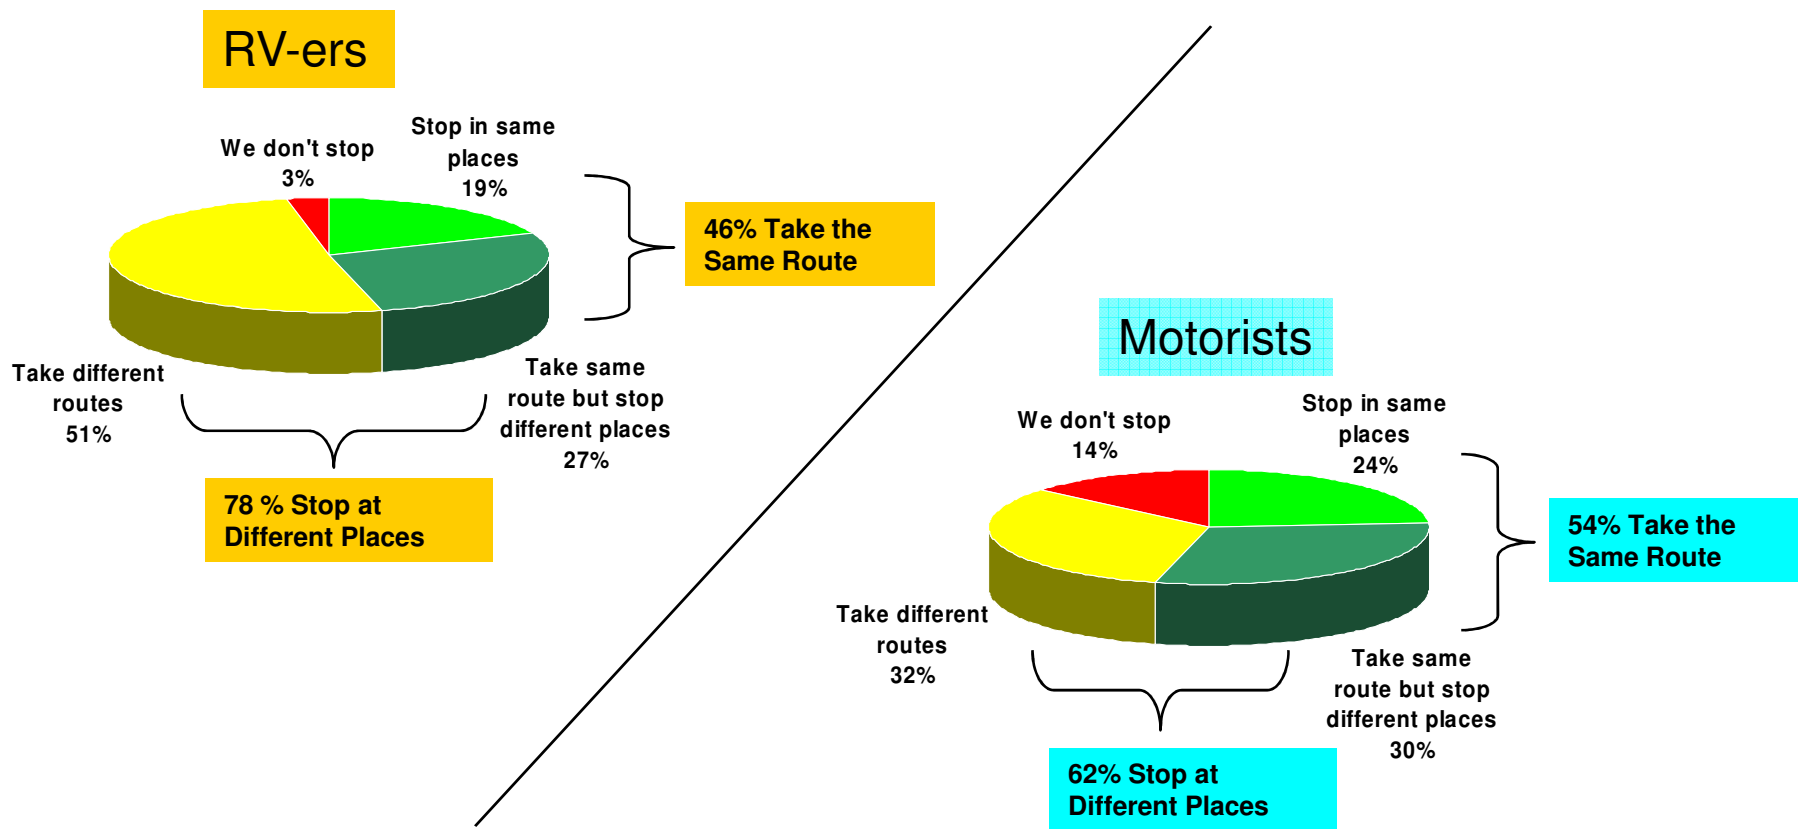 RV-ers
We don't stop
3%
Stop in same
places
19%
46% Take the
Same Route
Take different
routes
51%
Take same
route but stop
different places
27%
78 % Stop at
Different Places
Motorists
We don't stop
14%
Stop in same
places
24%
54% Take the
Same Route
Take different
routes
32%
Take same
route but stop
different places
30%
62% Stop at
Different Places